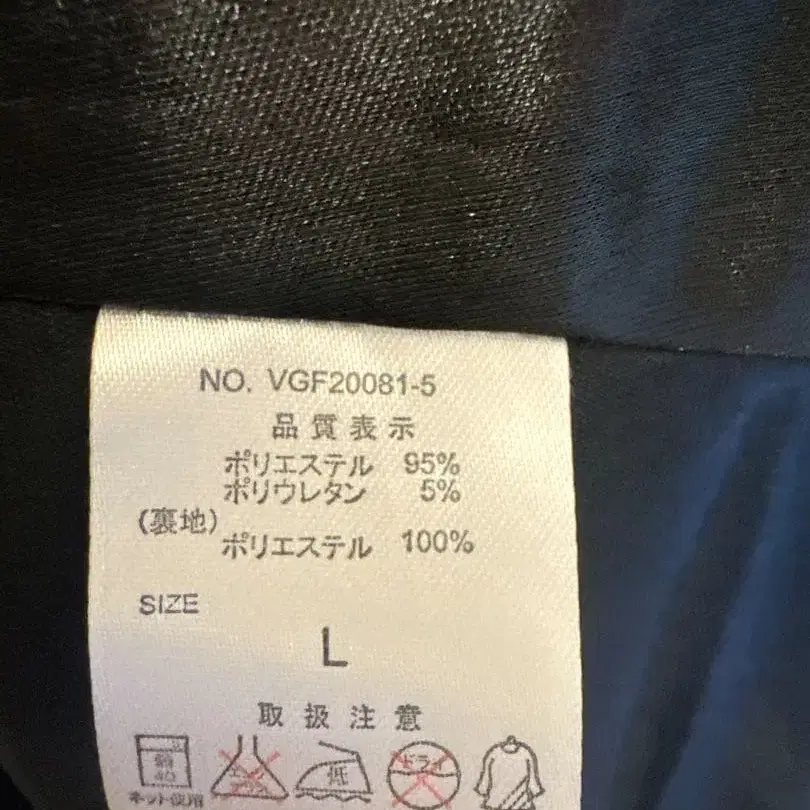 NO. VGF20081-5
品質表示
ポリエステル 95%
ポリウレタン 5%
(裏地)
ポリエステル 100%
SIZE
L
取扱注意
弱 40 低 ドライ
ネット使用